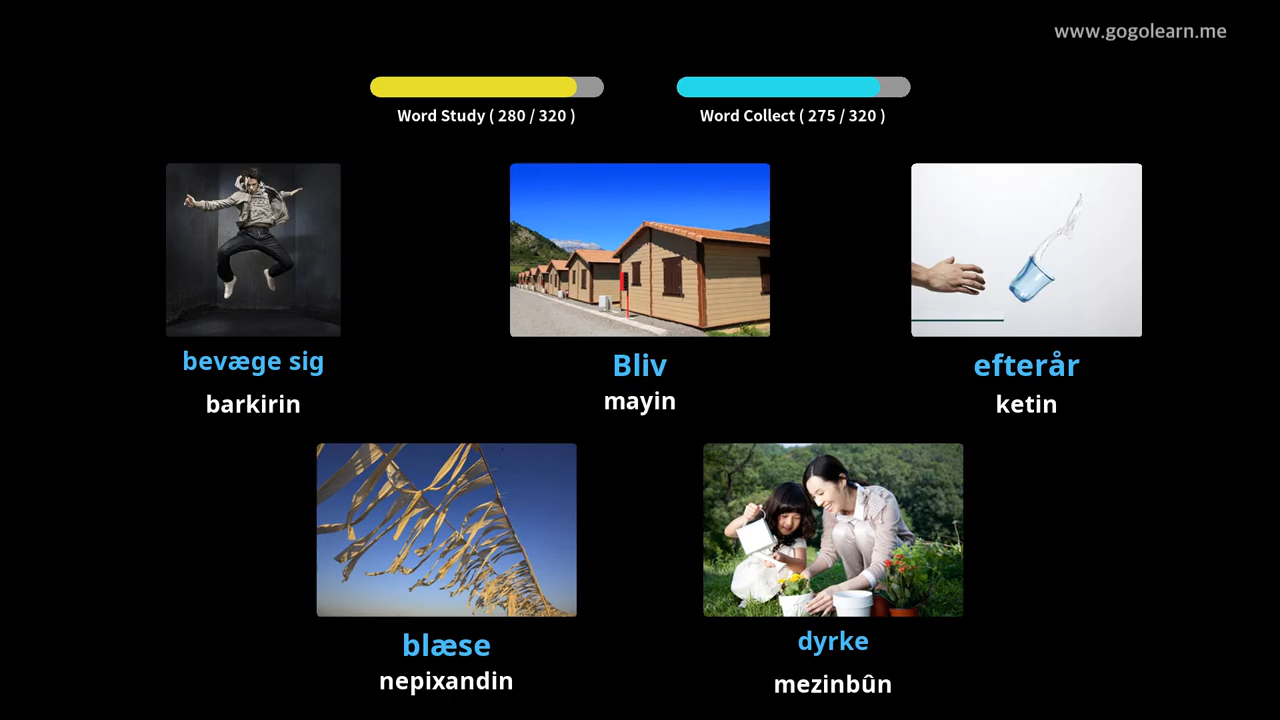 www.gogolearn.me
Word Study ( 280 / 320 )
Word Collect ( 275 / 320 )
bevæge sig
barkirin
Bliv
mayin
efterår
ketin
blæse
nepixandin
dyrke
mezinbûn